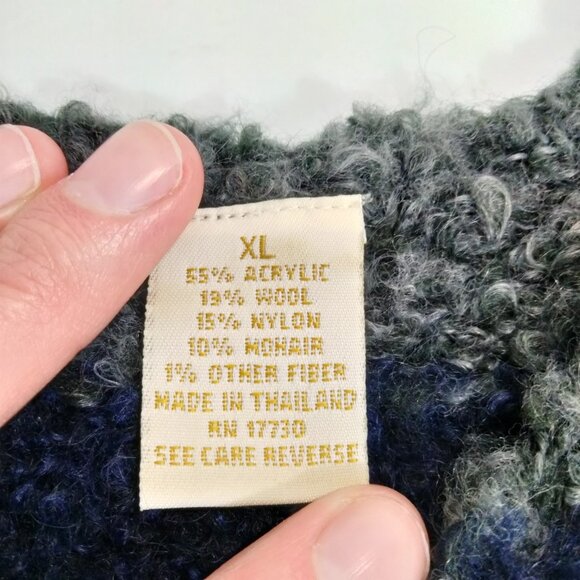 XL
55% ACRYLIC
19% WOOL
15% NYLON
10% MOHAIR
1% OTHER FIBER
MADE IN THAILAND
RN 17730
SEE CARE REVERSE